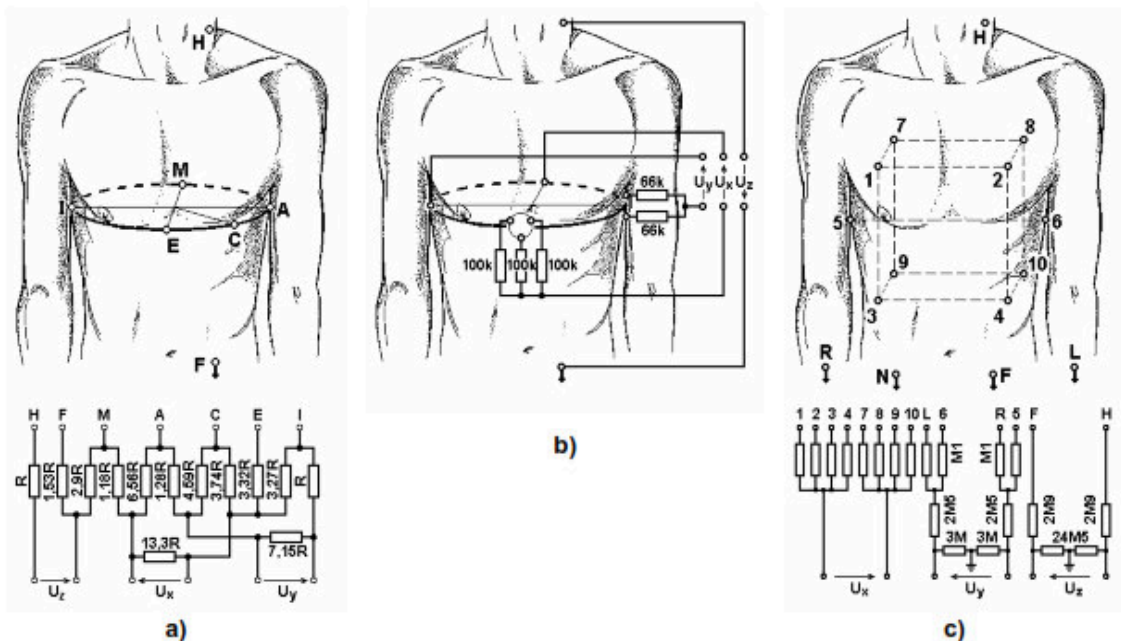 H
M
I
A
E
C
F
H F M A C E I
R
1,53R
2,9R
1,18R
6,56R
1,28R
4,59R
3,74R
3,32R
3,27R
R
13,3R
7,15R
Uz
Ux
Uy
a)
66k
66k
Uy Ux Uz
100k 100k 100k
b)
H
7 8
1 2
5 6
9 10
3 4
R L
N F
1 2 3 4 7 8 9 10 L 6 R 5 F H
M1
M1
2M5
2M5
2M9
2M9
3M 3M 24M5
Ux
Uy
Uz
c)